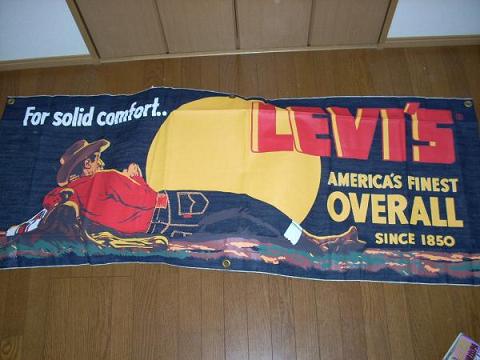 For solid comfort..
LEVI'S®
AMERICA'S FINEST
OVERALL
SINCE 1850